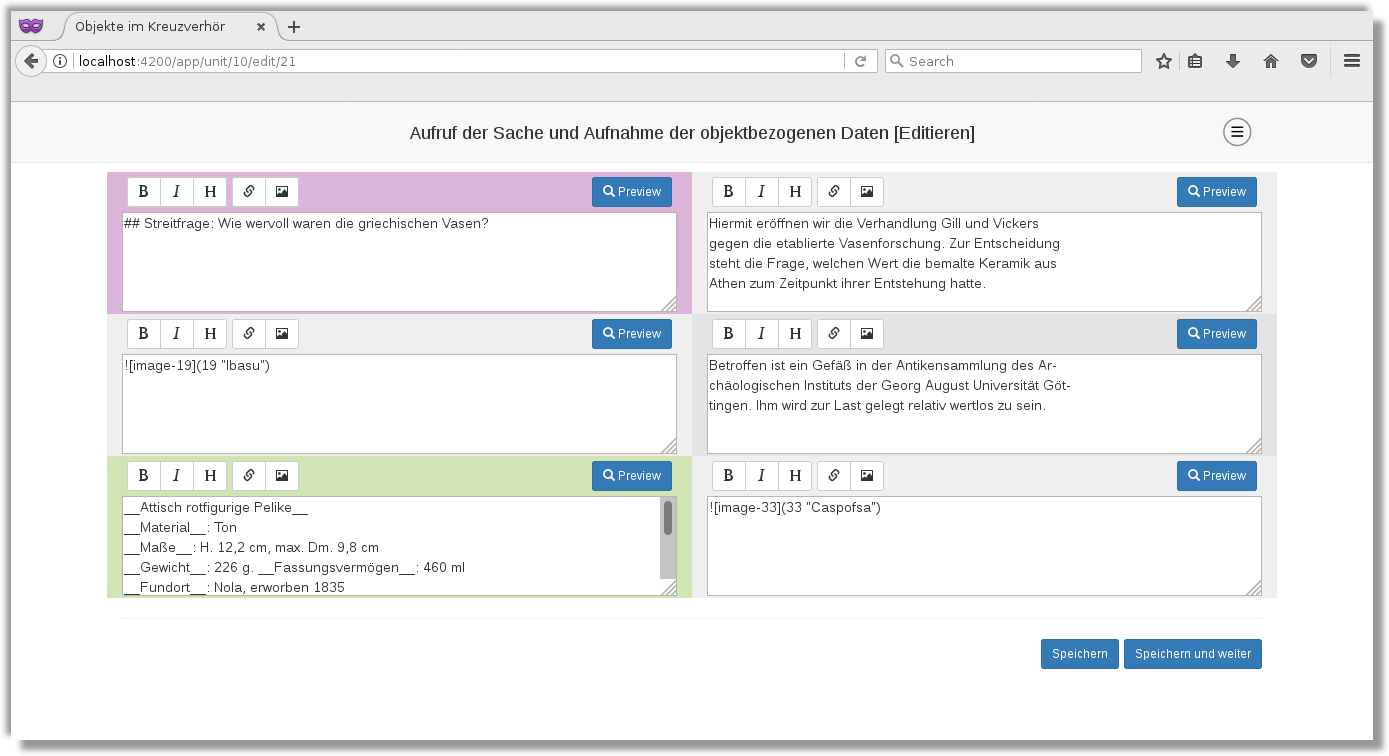 Objekte im Kreuzverhör
localhost:4200/app/unit/10/edit/21
Search
Aufruf der Sache und Aufnahme der objektbezogenen Daten [Editieren]
B I H Preview
## Streitfrage: Wie wervoll waren die griechischen Vasen?
B I H Preview
Hiermit eröffnen wir die Verhandlung Gill und Vickers
gegen die etablierte Vasenforschung. Zur Entscheidung
steht die Frage, welchen Wert die bemalte Keramik aus
Athen zum Zeitpunkt ihrer Entstehung hatte.
B I H Preview
![image-19](19 "Ibasu")
B I H Preview
Betroffen ist ein Gefäß in der Antikensammlung des Ar-
chäologischen Instituts der Georg August Universität Göt-
tingen. Ihm wird zur Last gelegt relativ wertlos zu sein.
B I H Preview
__Attisch rotfigurige Pelike__
__Material__: Ton
__Maße__: H. 12,2 cm, max. Dm. 9,8 cm
__Gewicht__: 226 g. __Fassungsvermögen__: 460 ml
__Fundort__: Nola, erworben 1835
B I H Preview
![image-33](33 "Caspofsa")
Speichern
Speichern und weiter